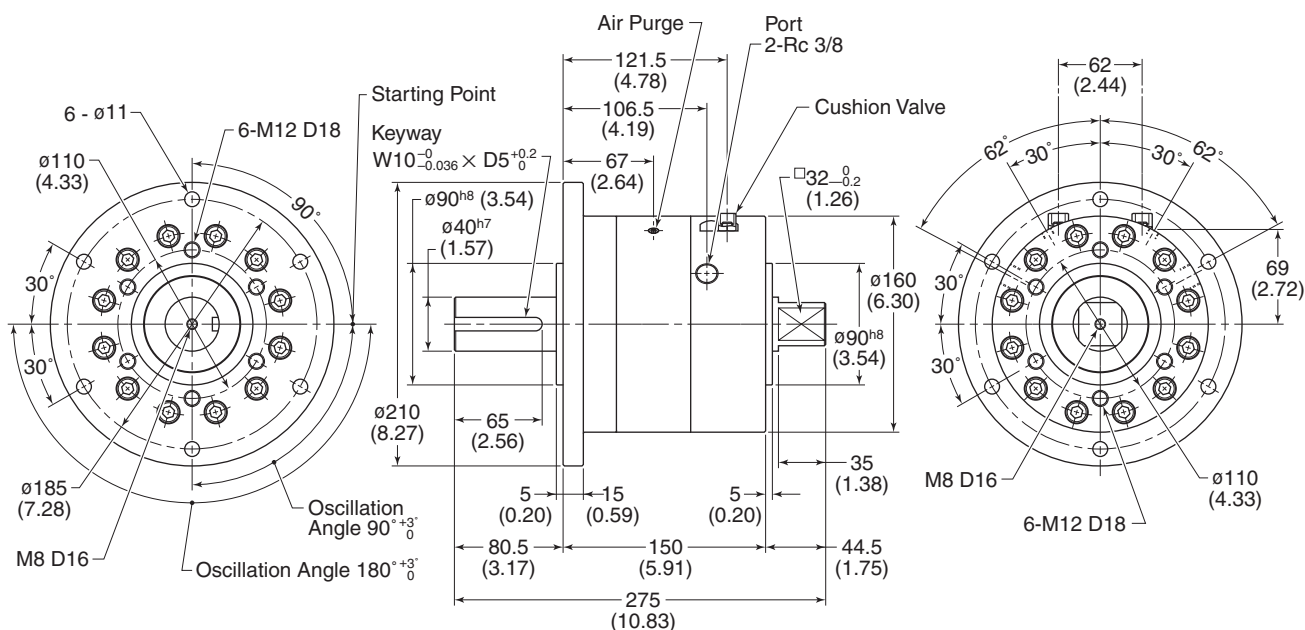 Air Purge
Port
2-Rc 3/8
121.5
(4.78)
62
(2.44)
Starting Point
6 - ø11
6-M12 D18
106.5
(4.19)
Cushion Valve
Keyway
W10 -0 -0.036 × D5 +0.2 0
67
(2.64)
ø110
(4.33)
□32 0 -0.2
(1.26)
62°
30°
30°
62°
90°
ø90h8 (3.54)
ø40h7
(1.57)
30°
30°
ø160
(6.30)
ø90h8
(3.54)
30°
30°
69
(2.72)
ø210
(8.27)
65
(2.56)
35
(1.38)
ø185
(7.28)
M8 D16
Oscillation
Angle 90° +3° 0
Oscillation Angle 180° +3° 0
5
(0.20)
15
(0.59)
5
(0.20)
80.5
(3.17)
150
(5.91)
44.5
(1.75)
275
(10.83)
M8 D16
ø110
(4.33)
6-M12 D18